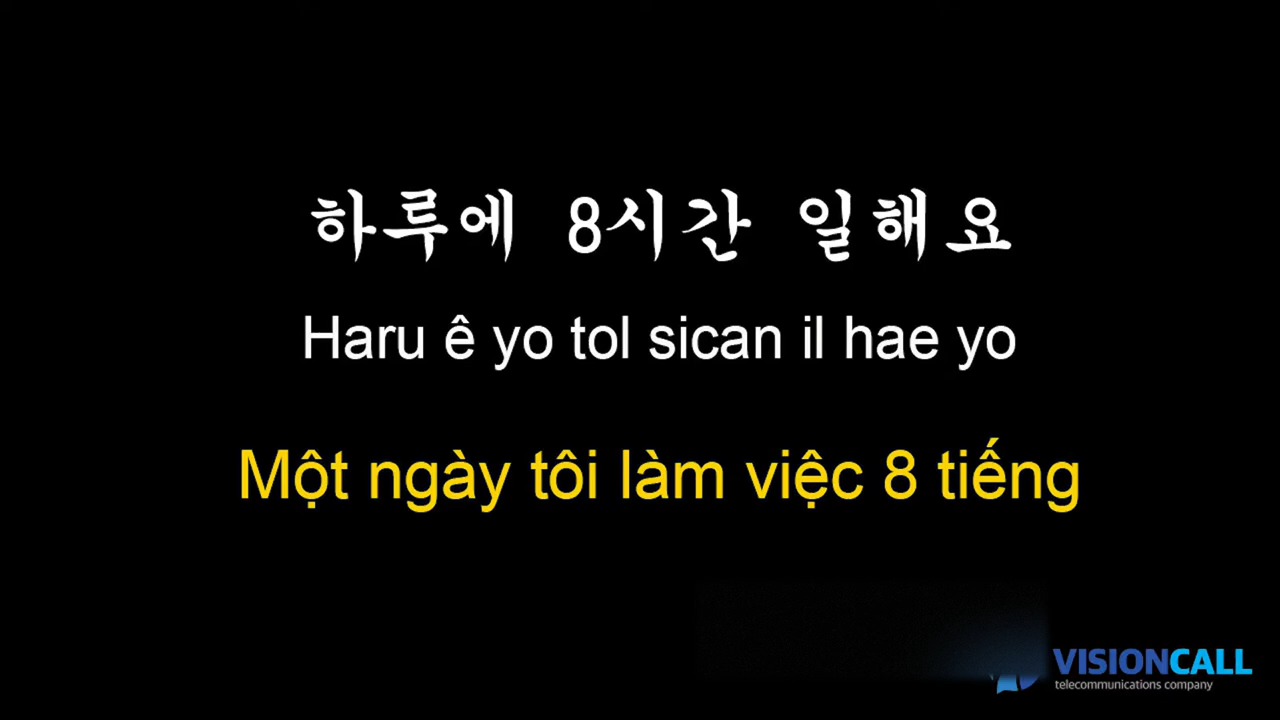 하루에 8시간 일해요
Haru ê yo tol sican il hae yo
Một ngày tôi làm việc 8 tiếng
VISIONCALL
telecommunications company